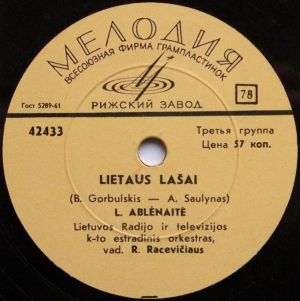 МЕЛОДИЯ
ВСЕСОЮЗНАЯ ФИРМА ГРАМПЛАСТИНОК
Гост 5289-61
РИЖСКИЙ ЗАВОД
78
42433
Третья группа
Цена 57 коп.
LIETAUS LAŠAI
(B. Gorbulskis — A. Saulynas)
L. ABLĖNAITĖ
Lietuvos Radijo ir televizijos
k-to estradinis orkestras,
vad. R. Racevičiaus